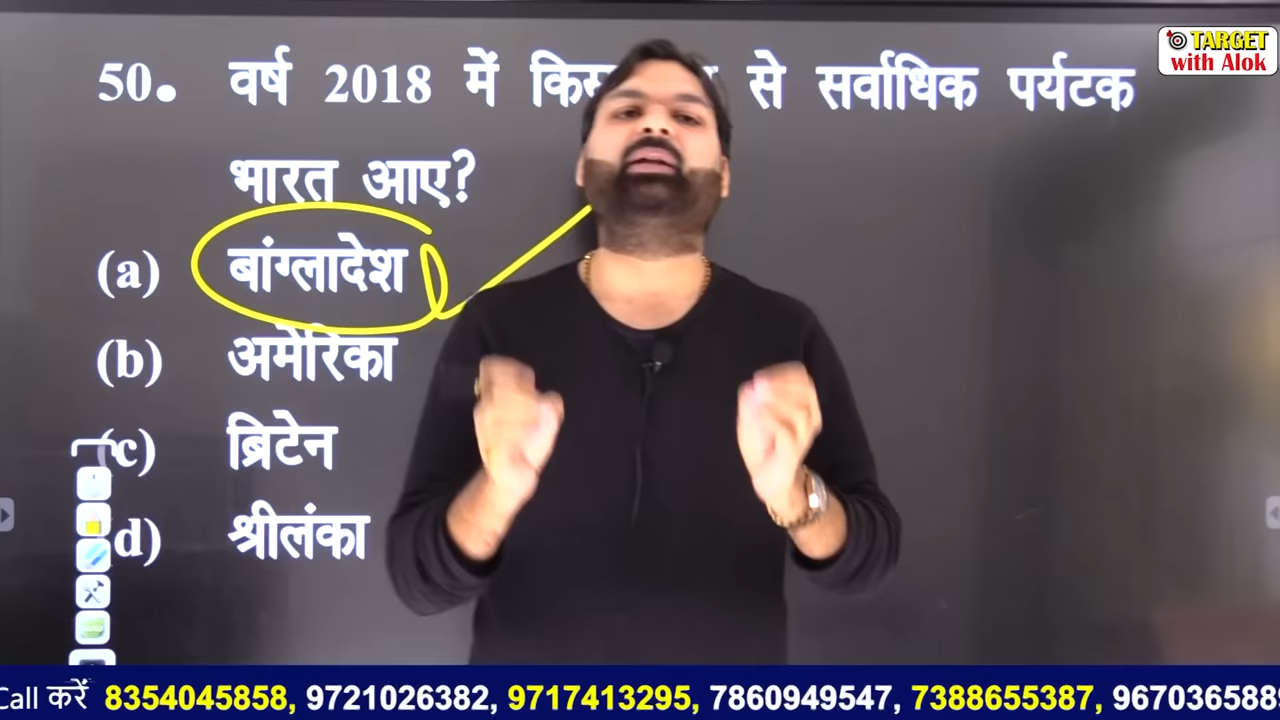 TARGET
with Alok
50. वर्ष 2018 में से सर्वाधिक पर्यटक
भारत आए?
(a) बांग्लादेश
(b) अमेरिका
(c) ब्रिटेन
(d) श्रीलंका
Call करें 8354045858, 9721026382, 9717413295, 7860949547, 7388655387,